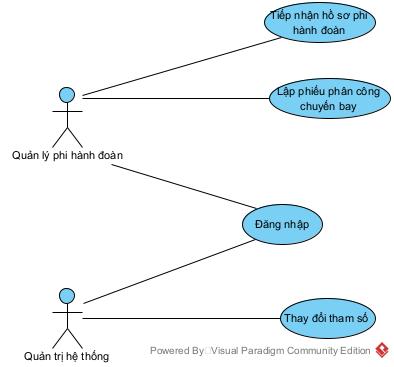 Tiếp nhận hồ sơ phi
hành đoàn
Lập phiếu phân công
chuyến bay
Quản lý phi hành đoàn
Đăng nhập
Thay đổi tham số
Quản trị hệ thống
Powered By Visual Paradigm Community Edition